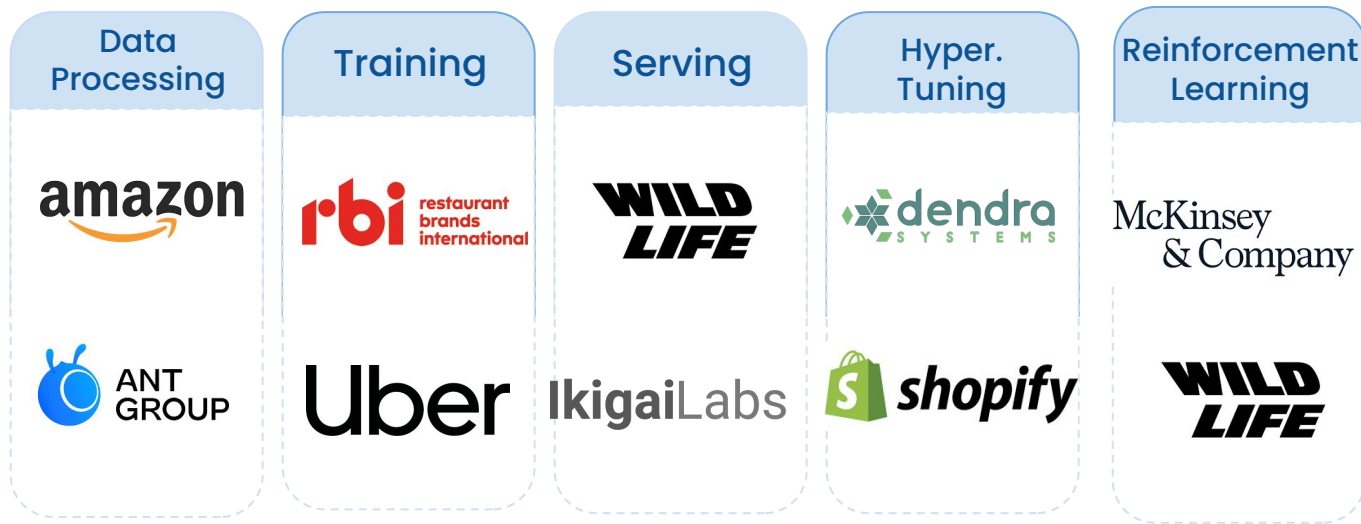 Data
Processing
amazon
ANT
GROUP
Training
rbi
restaurant
brands
international
Uber
Serving
WILD
LIFE
IkigaiLabs
Hyper.
Tuning
dendra
SYSTEMS
S
shopify
Reinforcement
Learning
McKinsey
& Company
WILD
LIFE